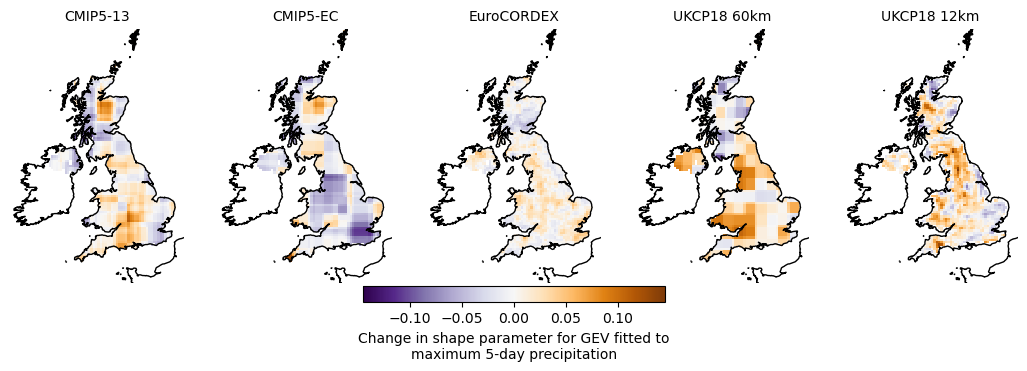 CMIP5-13
CMIP5-EC
EuroCORDEX
UKCP18 60km
UKCP18 12km
−0.10
−0.05
0.00
0.05
0.10
Change in shape parameter for GEV fitted to
maximum 5-day precipitation